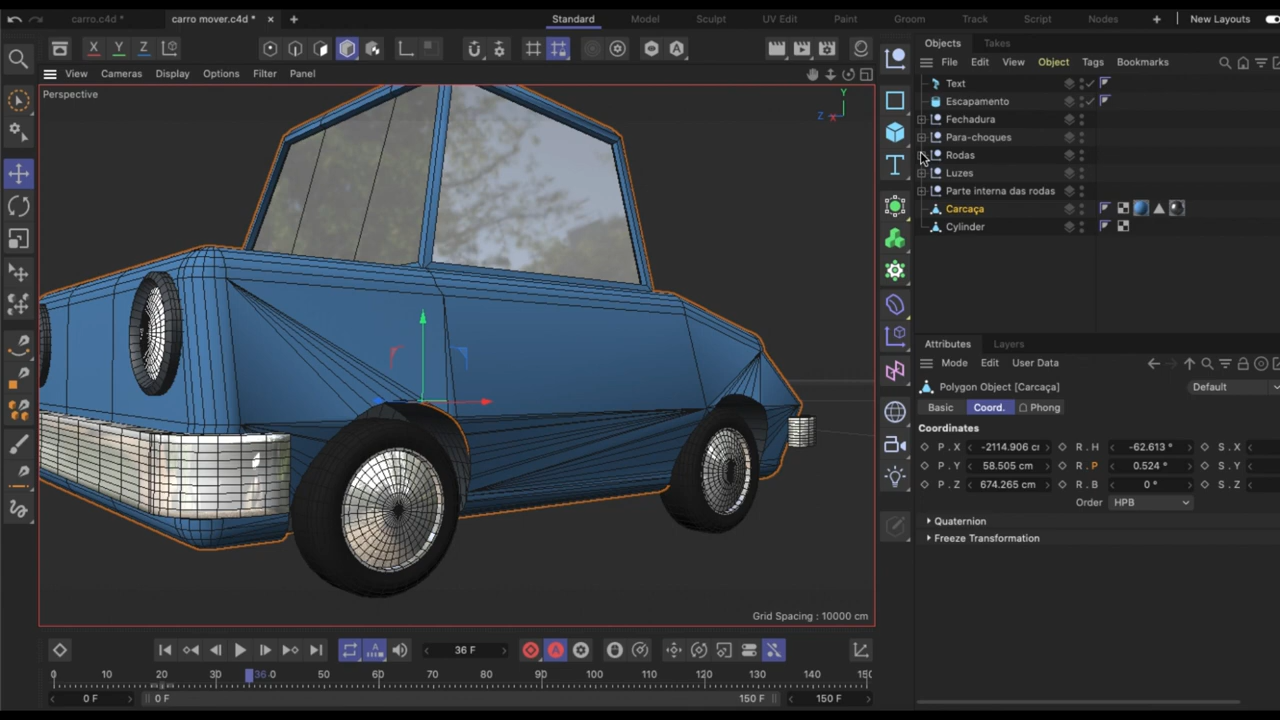 carro.c4d *
carro mover.c4d * × +
Standard Model Sculpt UV Edit Paint Groom Track Script Nodes + New Layouts
X Y Z
Objects Takes
File Edit View Object Tags Bookmarks
View Cameras Display Options Filter Panel
Perspective
Y
Z X
Text
Escapamento
Fechadura
Para-choques
Rodas
Luzes
Parte interna das rodas
Carcaça
Cylinder
Attributes Layers
Mode Edit User Data
Polygon Object [Carcaça] Default
Basic Coord. Phong
Coordinates
P . X -2114.906 cr R . H -62.613 ° S . X
P . Y 58.505 cm R . P 0.524 ° S . Y
P . Z 674.265 cm R . B 0 ° S . Z
Order HPB
Quaternion
Freeze Transformation
Grid Spacing : 10000 cm
36 F
0 10 20 30 36 0 50 60 70 80 90 100 110 120 130 140 15(
0 F 0 F 150 F 150 F